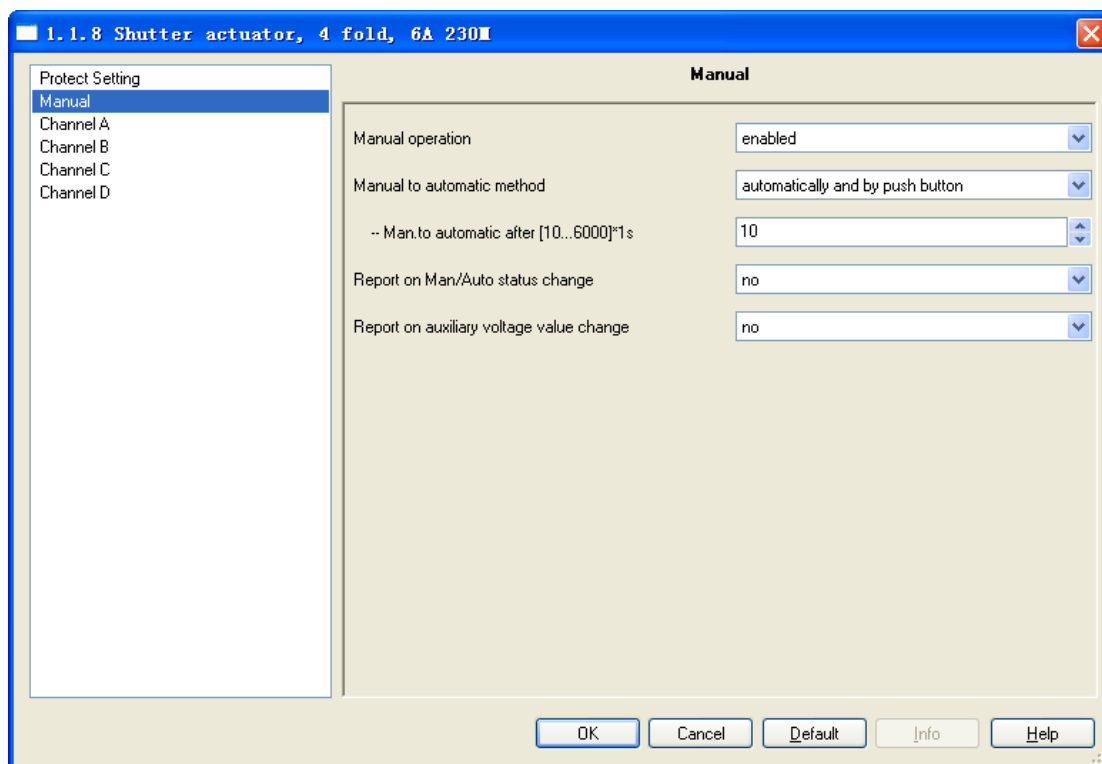 1.1.8 Shutter actuator, 4 fold, 6A 230M
Protect Setting
Manual
Channel A
Channel B
Channel C
Channel D
Manual
Manual operation
enabled
Manual to automatic method
automatically and by push button
-- Man.to automatic after [10...6000]*1s
10
Report on Man/Auto status change
no
Report on auxiliary voltage value change
no
OK
Cancel
Default
Info
Help